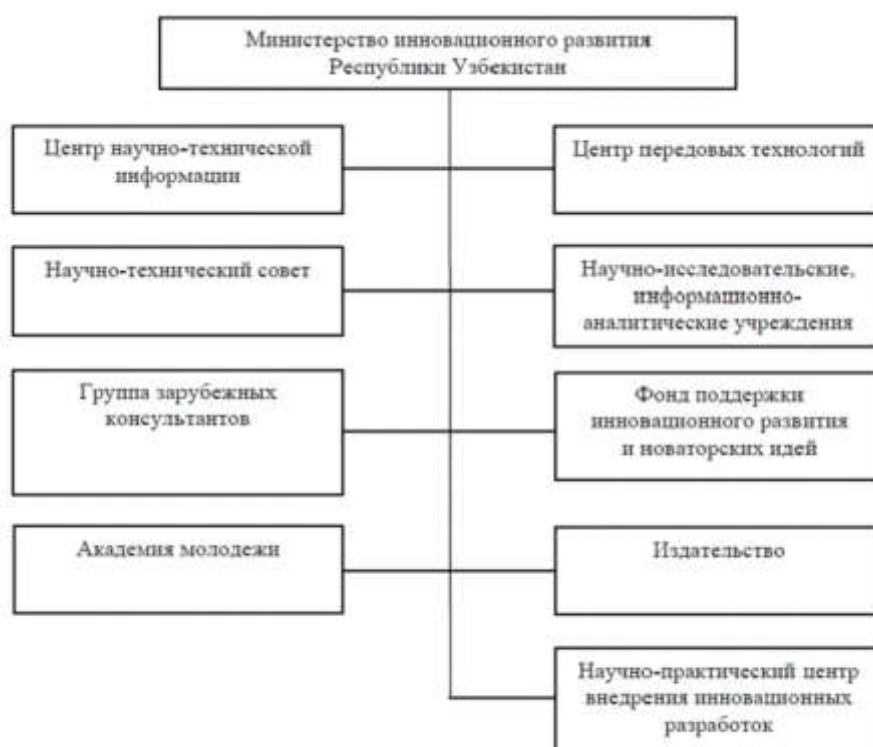 Министерство инновационного развития
Республики Узбекистан
Центр научно-технической
информации
Центр передовых технологий
Научно-технический совет
Научно-исследовательские,
информационно-
аналитические учреждения
Группа зарубежных
консультантов
Фонд поддержки
инновационного развития
и новаторских идей
Академия молодежи
Издательство
Научно-практический центр
внедрения инновационных
разработок